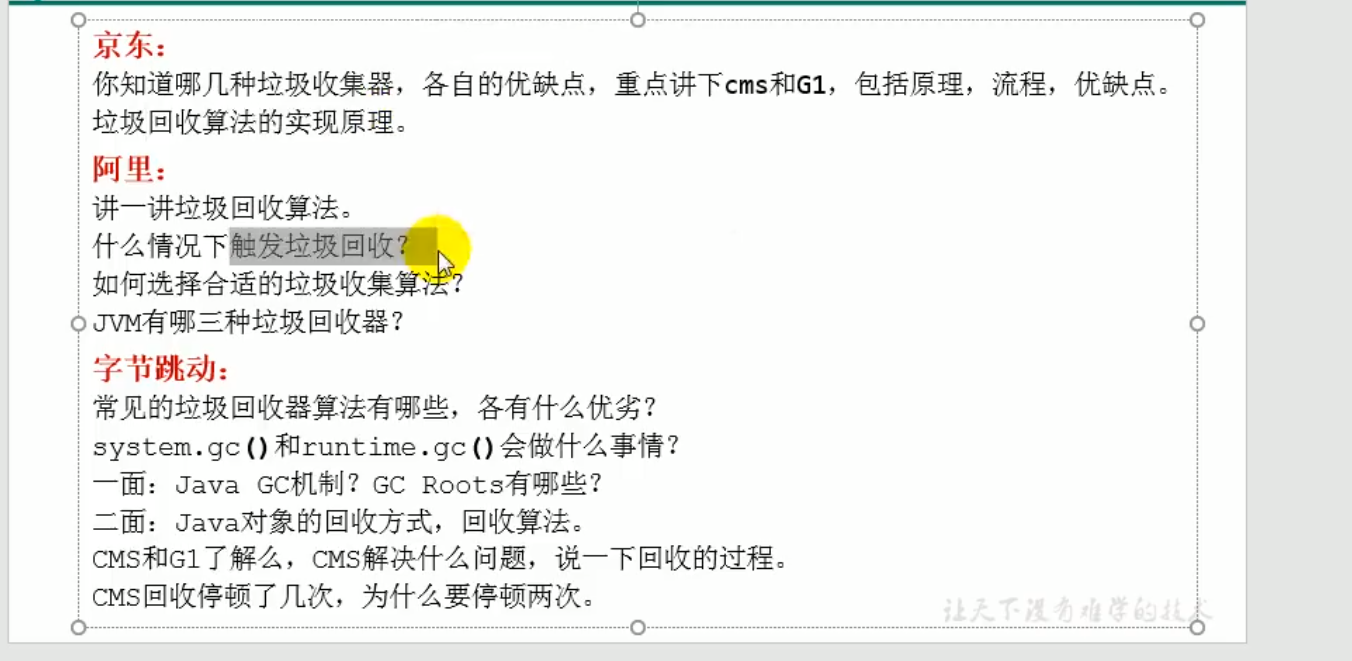 京东：
你知道哪几种垃圾收集器，各自的优缺点，重点讲下cms和G1，包括原理，流程，优缺点。
垃圾回收算法的实现原理。
阿里：
讲一讲垃圾回收算法。
什么情况下触发垃圾回收？
如何选择合适的垃圾收集算法？
JVM有哪三种垃圾回收器？
字节跳动：
常见的垃圾回收器算法有哪些，各有什么优劣？
system.gc()和runtime.gc()会做什么事情？
一面：Java GC机制？GC Roots有哪些？
二面：Java对象的回收方式，回收算法。
CMS和G1了解么，CMS解决什么问题，说一下回收的过程。
CMS回收停顿了几次，为什么要停顿两次。
让天下没有难学的技术